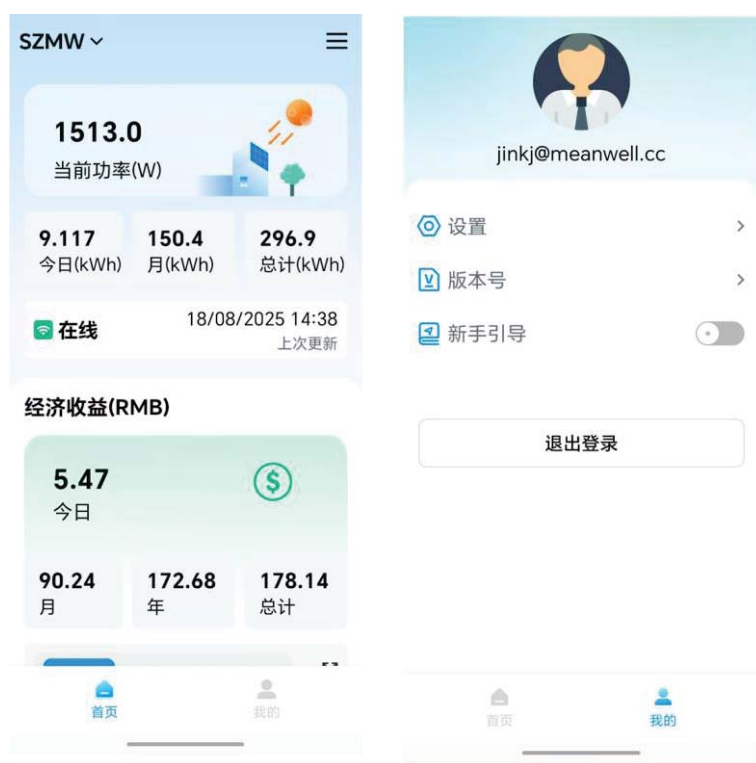 SZMW
1513.0
当前功率(W)
9.117 150.4 296.9
今日(kWh) 月(kWh) 总计(kWh)
在线 18/08/2025 14:38
上次更新
经济收益(RMB)
5.47
今日
90.24 172.68 178.14
月 年 总计
首页 我的
jinkj@meanwell.cc
设置
版本号
新手引导
退出登录
首页 我的